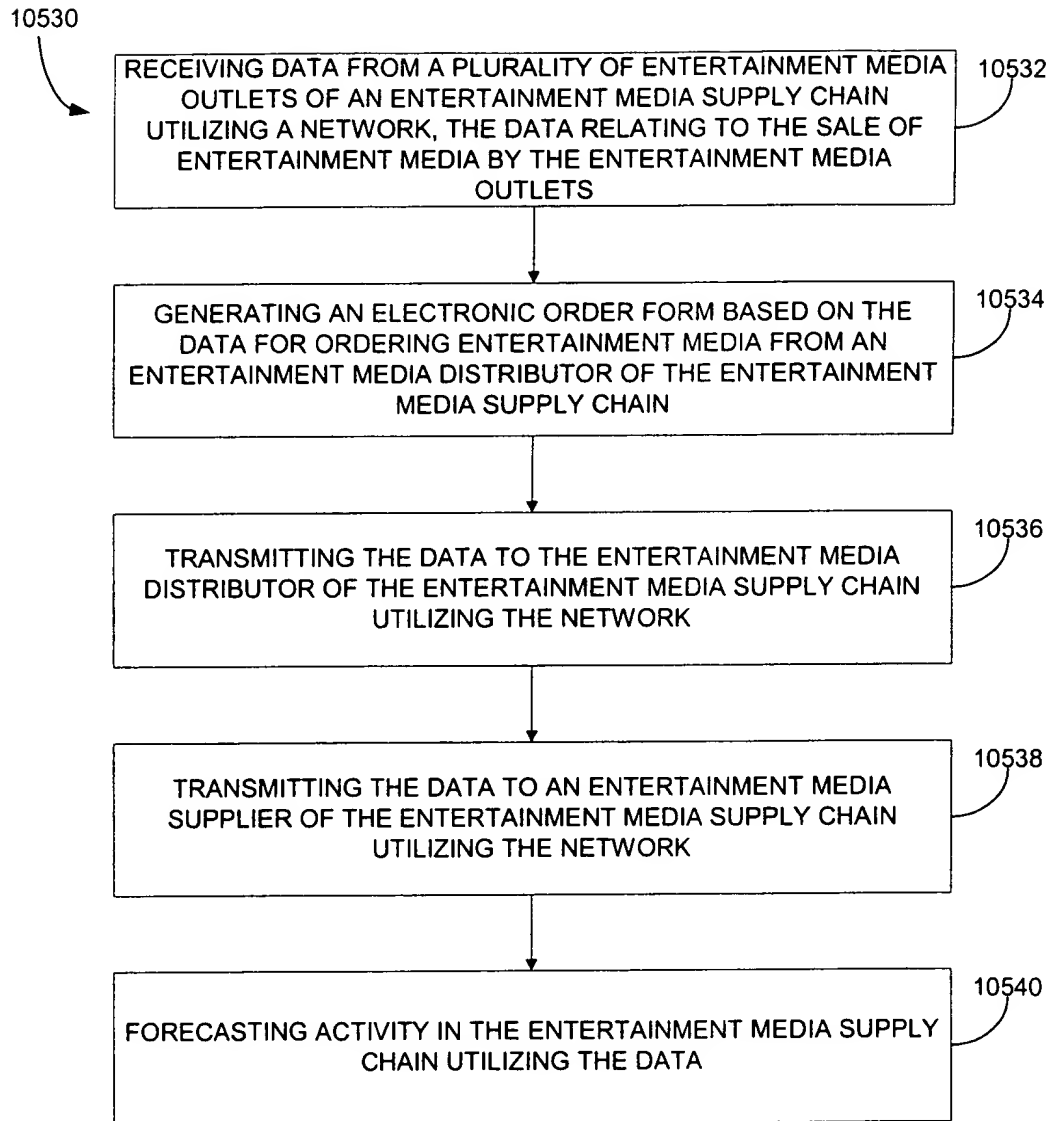 10530
RECEIVING DATA FROM A PLURALITY OF ENTERTAINMENT MEDIA
OUTLETS OF AN ENTERTAINMENT MEDIA SUPPLY CHAIN
UTILIZING A NETWORK, THE DATA RELATING TO THE SALE OF
ENTERTAINMENT MEDIA BY THE ENTERTAINMENT MEDIA
OUTLETS
10532
GENERATING AN ELECTRONIC ORDER FORM BASED ON THE
DATA FOR ORDERING ENTERTAINMENT MEDIA FROM AN
ENTERTAINMENT MEDIA DISTRIBUTOR OF THE ENTERTAINMENT
MEDIA SUPPLY CHAIN
10534
TRANSMITTING THE DATA TO THE ENTERTAINMENT MEDIA
DISTRIBUTOR OF THE ENTERTAINMENT MEDIA SUPPLY CHAIN
UTILIZING THE NETWORK
10536
TRANSMITTING THE DATA TO AN ENTERTAINMENT MEDIA
SUPPLIER OF THE ENTERTAINMENT MEDIA SUPPLY CHAIN
UTILIZING THE NETWORK
10538
FORECASTING ACTIVITY IN THE ENTERTAINMENT MEDIA SUPPLY
CHAIN UTILIZING THE DATA
10540